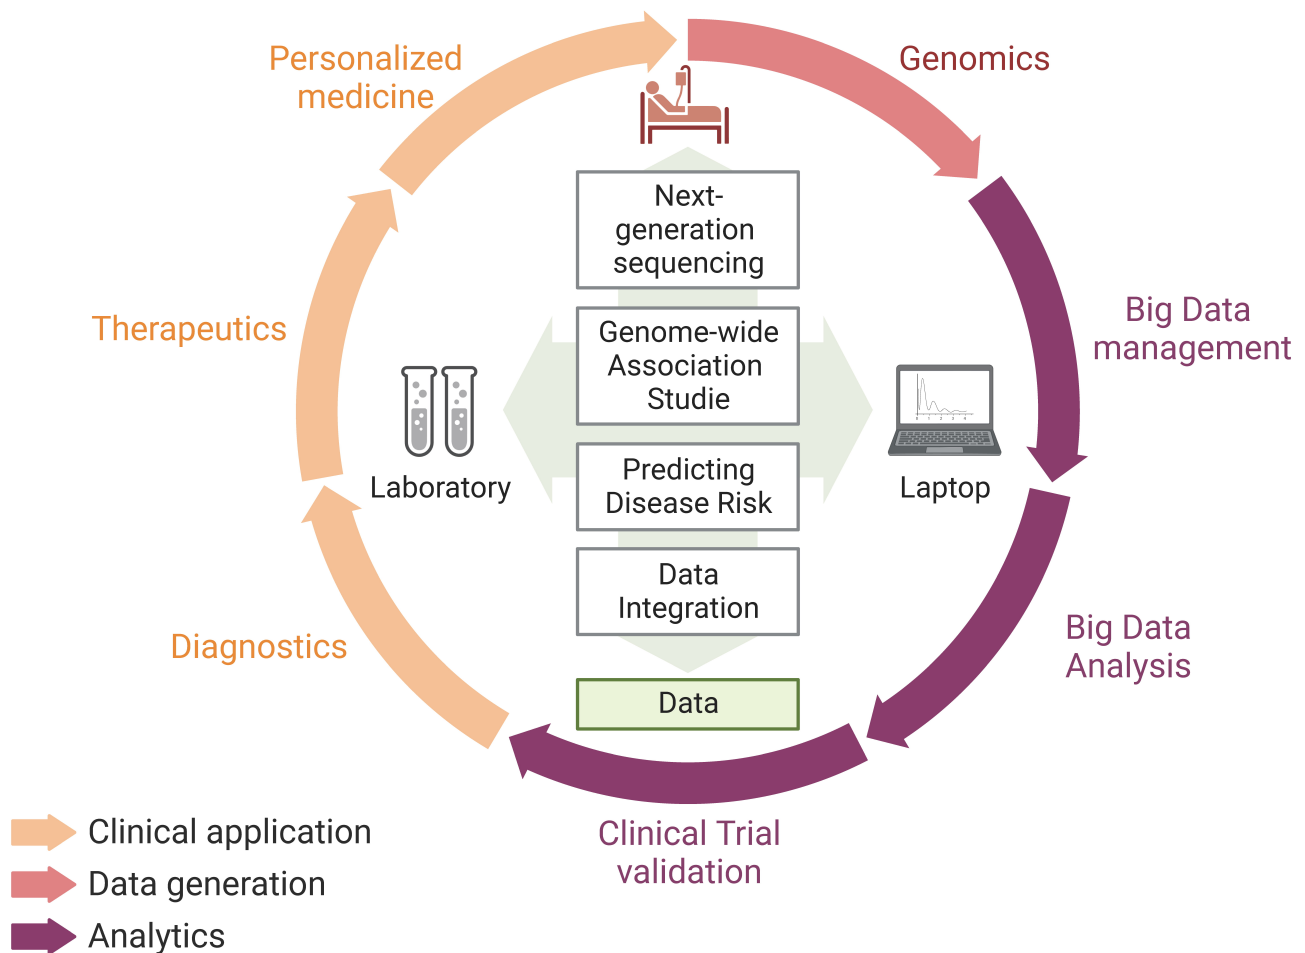 Personalized
medicine
Genomics
Next-
generation
sequencing
Big Data
management
Therapeutics
Genome-wide
Association
Studie
Laboratory
Laptop
Predicting
Disease Risk
Data
Integration
Big Data
Analysis
Diagnostics
Data
Clinical Trial
validation
Clinical application
Data generation
Analytics